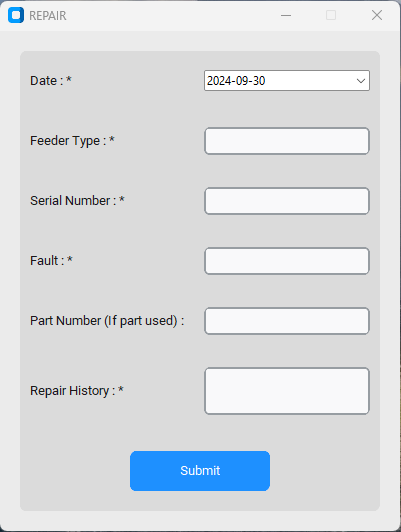 REPAIR
Date : * 2024-09-30
Feeder Type : *
Serial Number : *
Fault : *
Part Number (If part used) :
Repair History : *
Submit